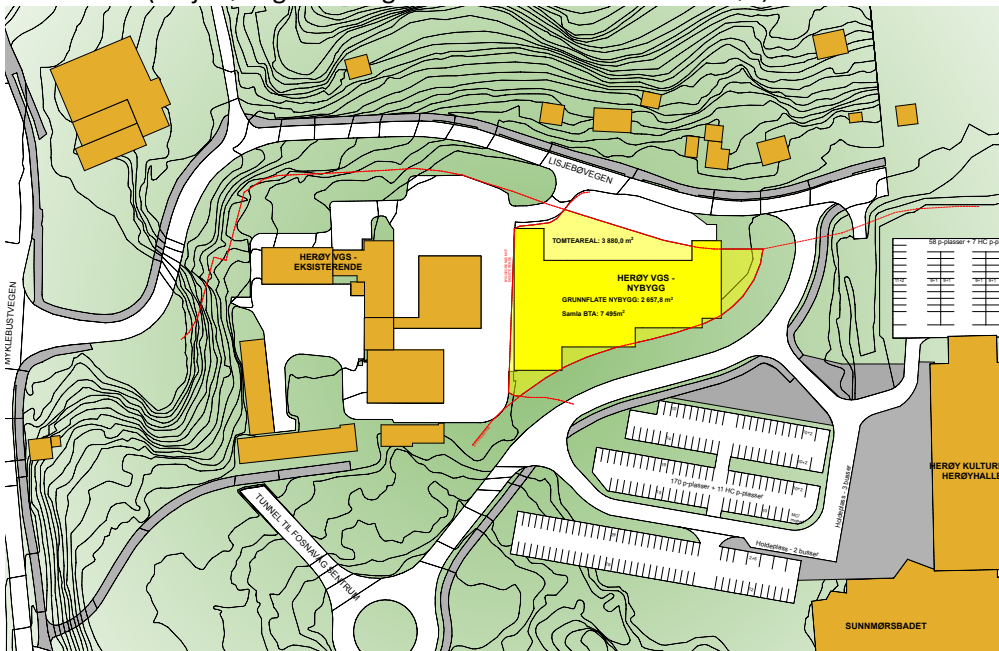 LISJEBØVEGEN
TOMTEAREAL: 3 880,0 m²
58 p-plasser + 7 HC p-p
HERØY VGS -
EKSISTERENDE
HERØY VGS -
NYBYGG
GRUNNFLATE NYBYGG: 2 657,8 m²
Samla BTA: 7 495m²
MYKLEBUSTVEGEN
170 p-plasser + 11 HC p-plasser
HERØY KULTUR
HERØYHALLE
Holdeplass - 2 busser
Holdeplass - 2 busser
TUNNEL TIL FOSNAVÅG SENTRUM
SUNNMØRSBADET